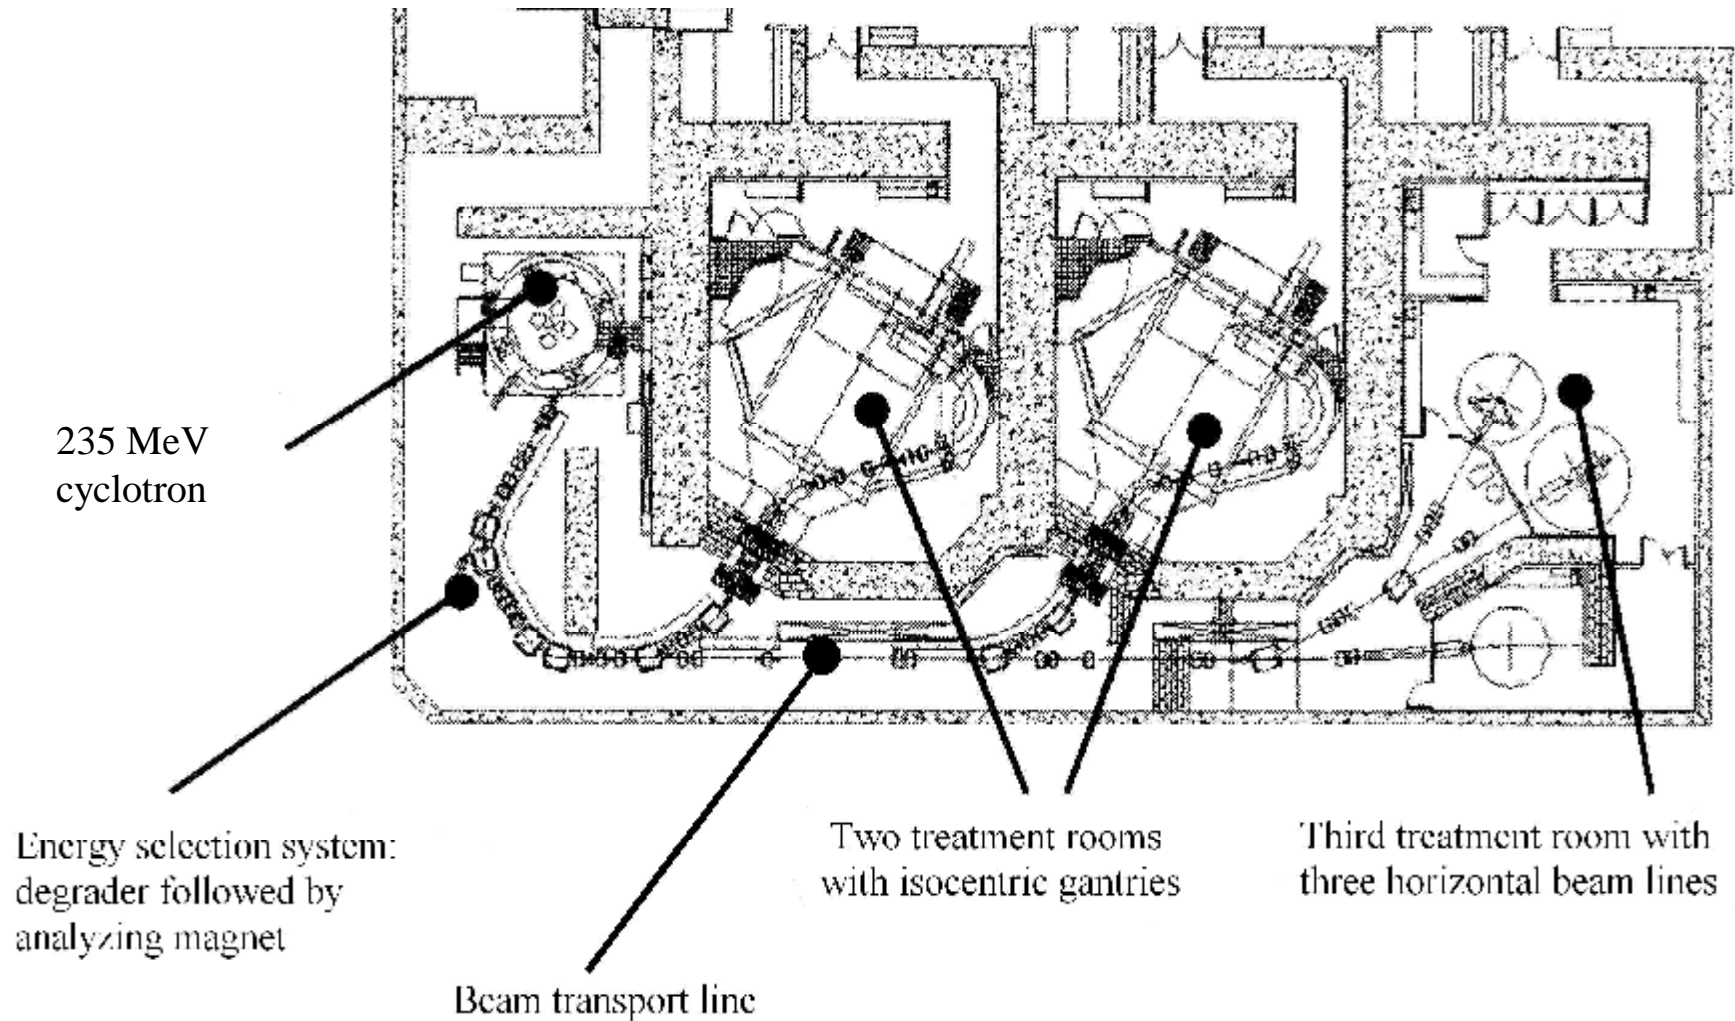 235 MeV
cyclotron
Energy selection system:
degrader followed by
analyzing magnet
Beam transport line
Two treatment rooms
with isocentric gantries
Third treatment room with
three horizontal beam lines